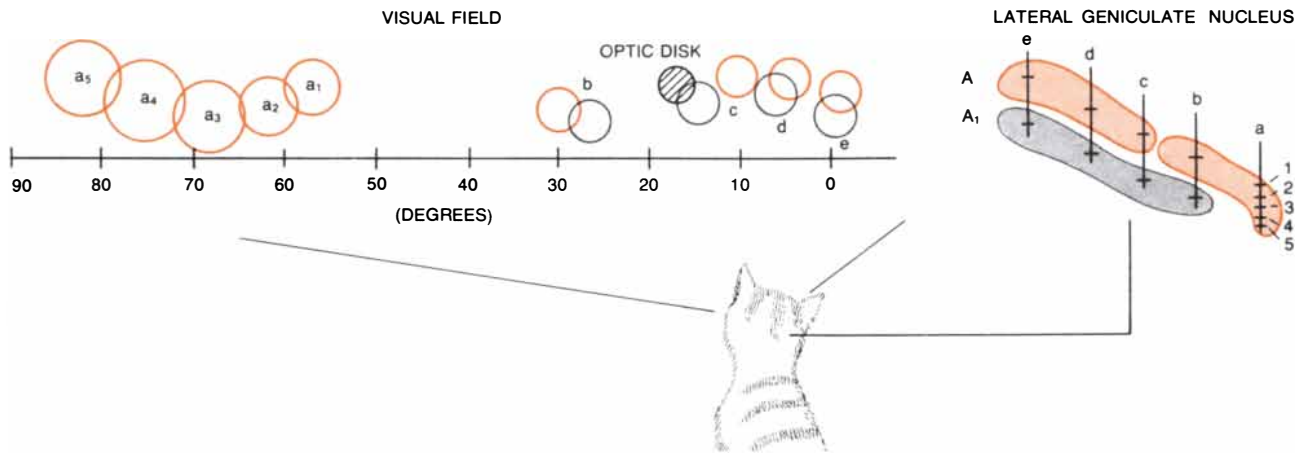 VISUAL FIELD
LATERAL GENICULATE NUCLEUS
OPTIC DISK
a5 a4 a3 a2 a1 b c d e
90 80 70 60 50 40 30 20 10 0
(DEGREES)
e d c b a
A
A1
1
2
3
4
5